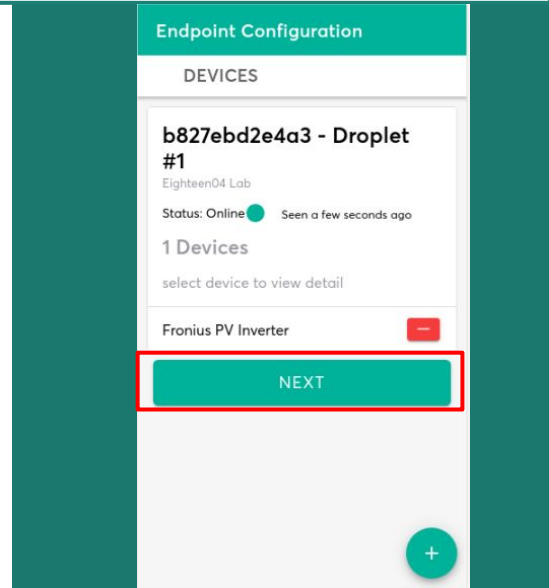 Endpoint Configuration
DEVICES
b827ebd2e4a3 - Droplet
#1
Eighteen04 Lab
Status: Online Seen a few seconds ago
1 Devices
select device to view detail
Fronius PV Inverter
NEXT
+